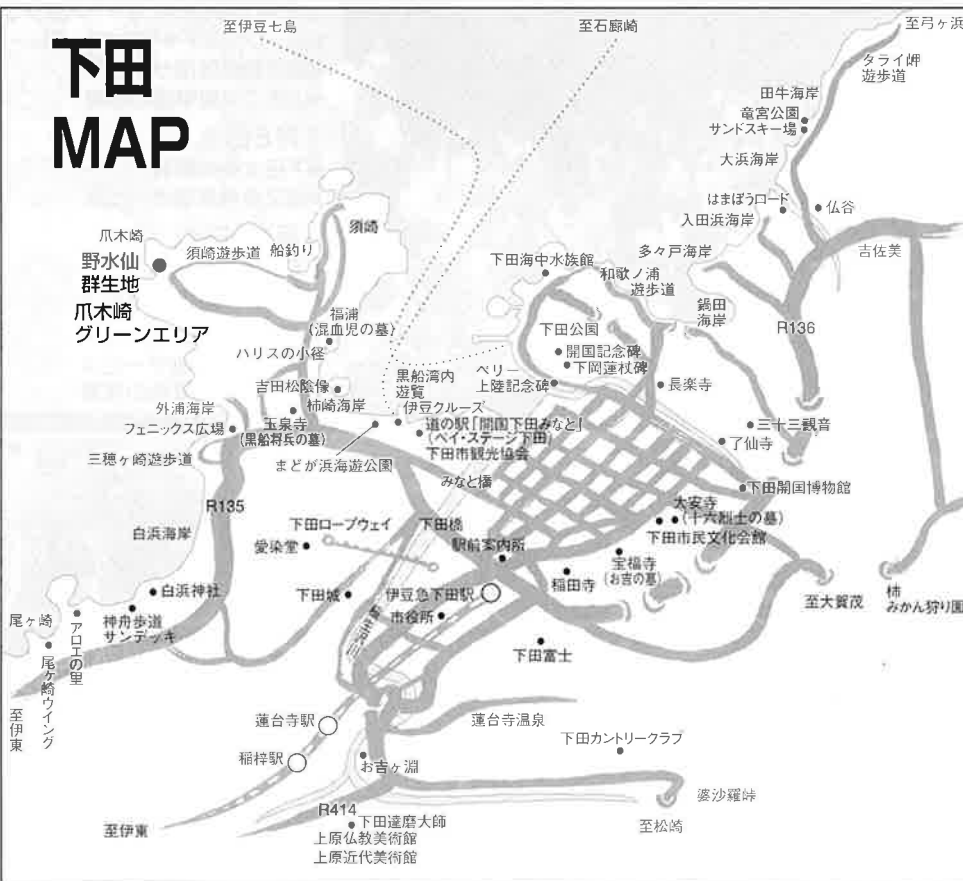 下田
MAP
至伊豆七島
至石廊崎
至弓ヶ浜
タライ岬
遊歩道
田牛海岸
竜宮公園
サンドスキー場
大浜海岸
はまぼうロード
入田浜海岸
仏谷
吉佐美
多々戸海岸
鍋田
海岸
R136
爪木崎
野水仙
群生地
爪木崎
グリーンエリア
須崎遊歩道
船釣り
須崎
福浦
(混血児の墓)
ハリスの小径
吉田松陰像
柿崎海岸
外浦海岸
フェニックス広場
玉泉寺
(黒船将兵の墓)
三穂ヶ崎遊歩道
まどが浜海遊公園
下田海中水族館
和歌ノ浦
遊歩道
下田公園
開国記念碑
下岡蓮杖碑
ペリー
上陸記念碑
長楽寺
黒船湾内
遊覧
伊豆クルーズ
道の駅「開国下田みなと」
(ベイ・ステージ下田)
下田市観光協会
みなと橋
三十三観音
了仙寺
下田開国博物館
大安寺
(十六烈士の墓)
下田市民文化会館
宝福寺
(お吉の墓)
稲田寺
至大賀茂
柿
みかん狩り園
R135
白浜海岸
下田ロープウェイ
下田橋
愛染堂
駅前案内所
白浜神社
神舟歩道
サンデッキ
下田城
伊豆急下田駅
市役所
下田富士
尾ヶ崎
アロエの里
尾ヶ崎ウイング
至伊東
蓮台寺駅
蓮台寺温泉
稲梓駅
下田カントリークラブ
お吉ヶ淵
婆沙羅峠
至松崎
R414
至伊東
下田達磨大師
上原仏教美術館
上原近代美術館